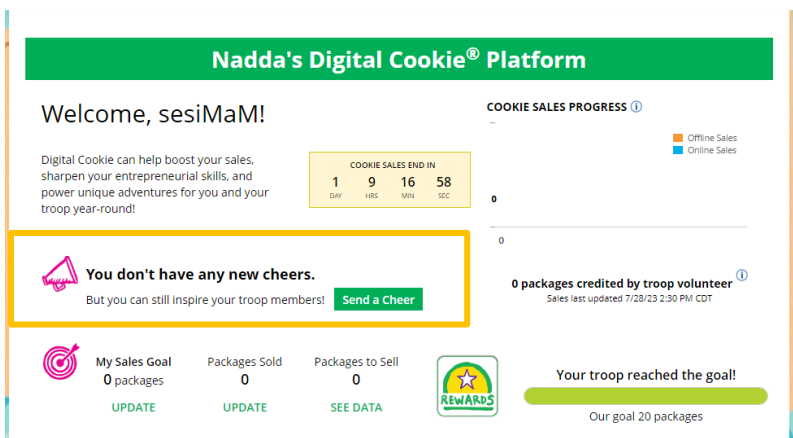 Nadda's Digital Cookie® Platform
Welcome, sesiMaM!
Digital Cookie can help boost your sales,
sharpen your entrepreneurial skills, and
power unique adventures for you and your
troop year-round!
COOKIE SALES END IN
1 9 16 58
DAY HRS MIN SEC
COOKIE SALES PROGRESS
Offline Sales
Online Sales
0
0
You don't have any new cheers.
But you can still inspire your troop members! Send a Cheer
0 packages credited by troop volunteer
Sales last updated 7/28/23 2:30 PM CDT
My Sales Goal
0 packages
UPDATE
Packages Sold
0
UPDATE
Packages to Sell
0
SEE DATA
REWARDS
Your troop reached the goal!
Our goal 20 packages